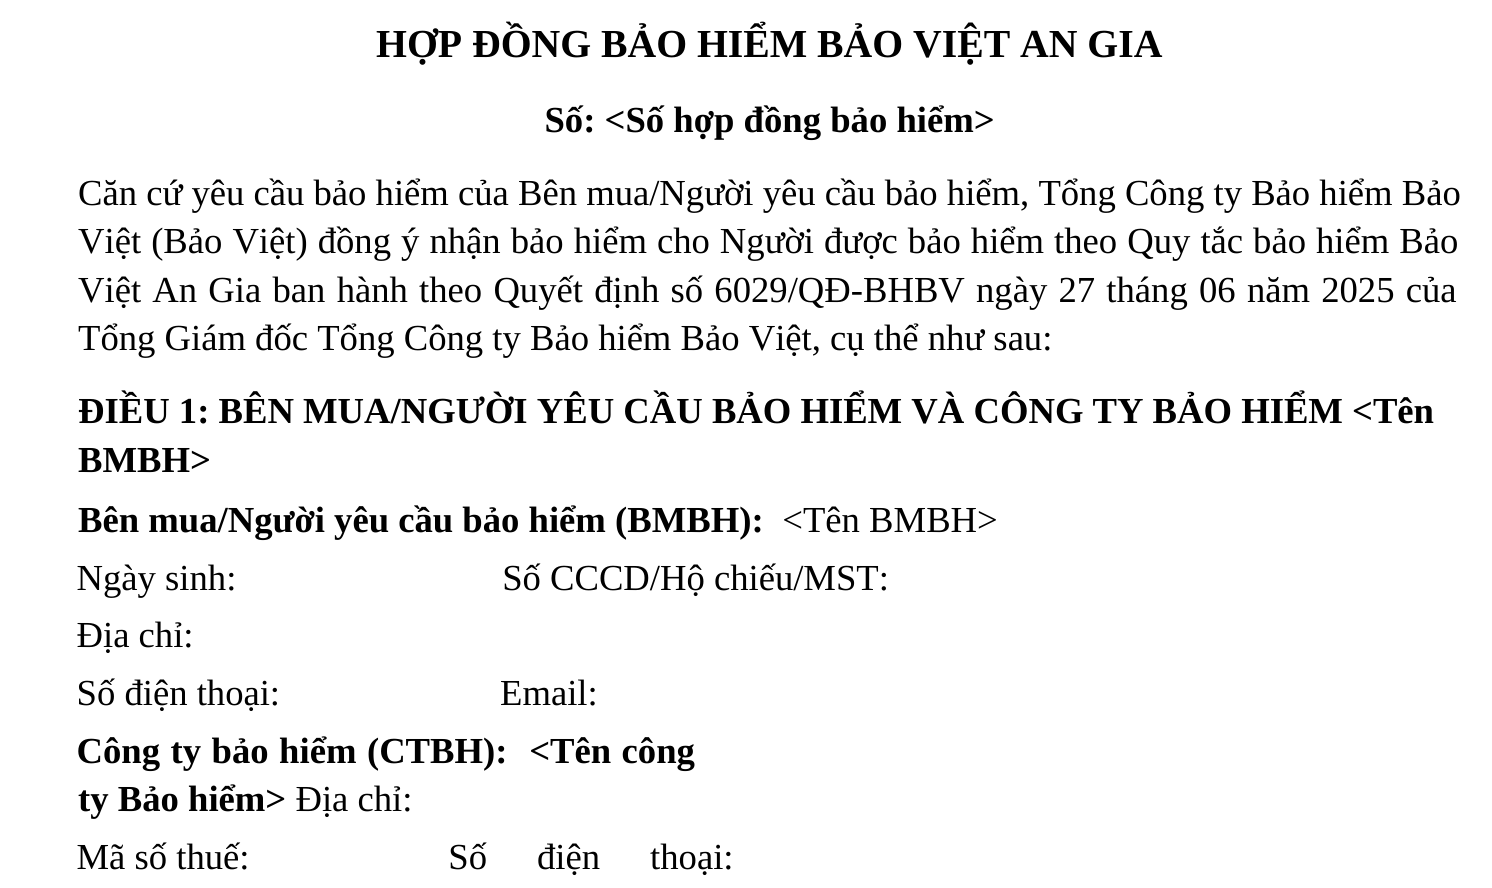 HỢP ĐỒNG BẢO HIỂM BẢO VIỆT AN GIA
Số: <Số hợp đồng bảo hiểm>
Căn cứ yêu cầu bảo hiểm của Bên mua/Người yêu cầu bảo hiểm, Tổng Công ty Bảo hiểm Bảo
Việt (Bảo Việt) đồng ý nhận bảo hiểm cho Người được bảo hiểm theo Quy tắc bảo hiểm Bảo
Việt An Gia ban hành theo Quyết định số 6029/QĐ-BHBV ngày 27 tháng 06 năm 2025 của
Tổng Giám đốc Tổng Công ty Bảo hiểm Bảo Việt, cụ thể như sau:
ĐIỀU 1: BÊN MUA/NGƯỜI YÊU CẦU BẢO HIỂM VÀ CÔNG TY BẢO HIỂM <Tên
BMBH>
Bên mua/Người yêu cầu bảo hiểm (BMBH): <Tên BMBH>
Ngày sinh: Số CCCD/Hộ chiếu/MST:
Địa chỉ:
Số điện thoại: Email:
Công ty bảo hiểm (CTBH): <Tên công
ty Bảo hiểm> Địa chỉ:
Mã số thuế: Số điện thoại: